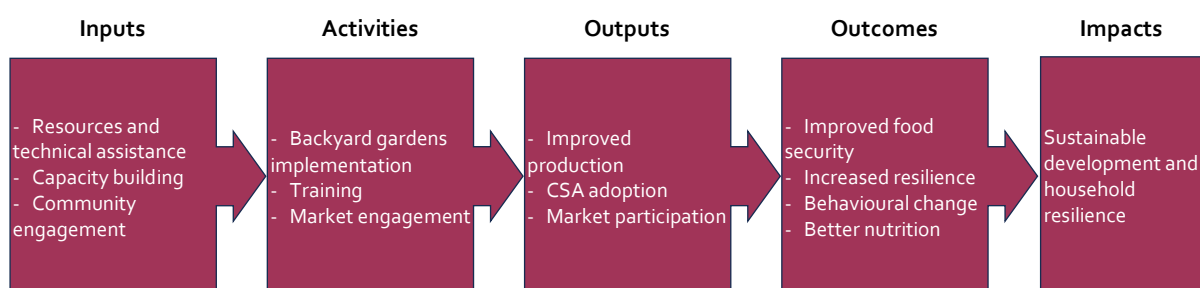 Inputs
Activities
Outputs
Outcomes
Impacts
- Resources and
technical assistance
- Capacity building
- Community
engagement
- Backyard gardens
implementation
- Training
- Market engagement
- Improved
production
- CSA adoption
- Market participation
- Improved food
security
- Increased resilience
- Behavioural change
- Better nutrition
Sustainable
development and
household
resilience